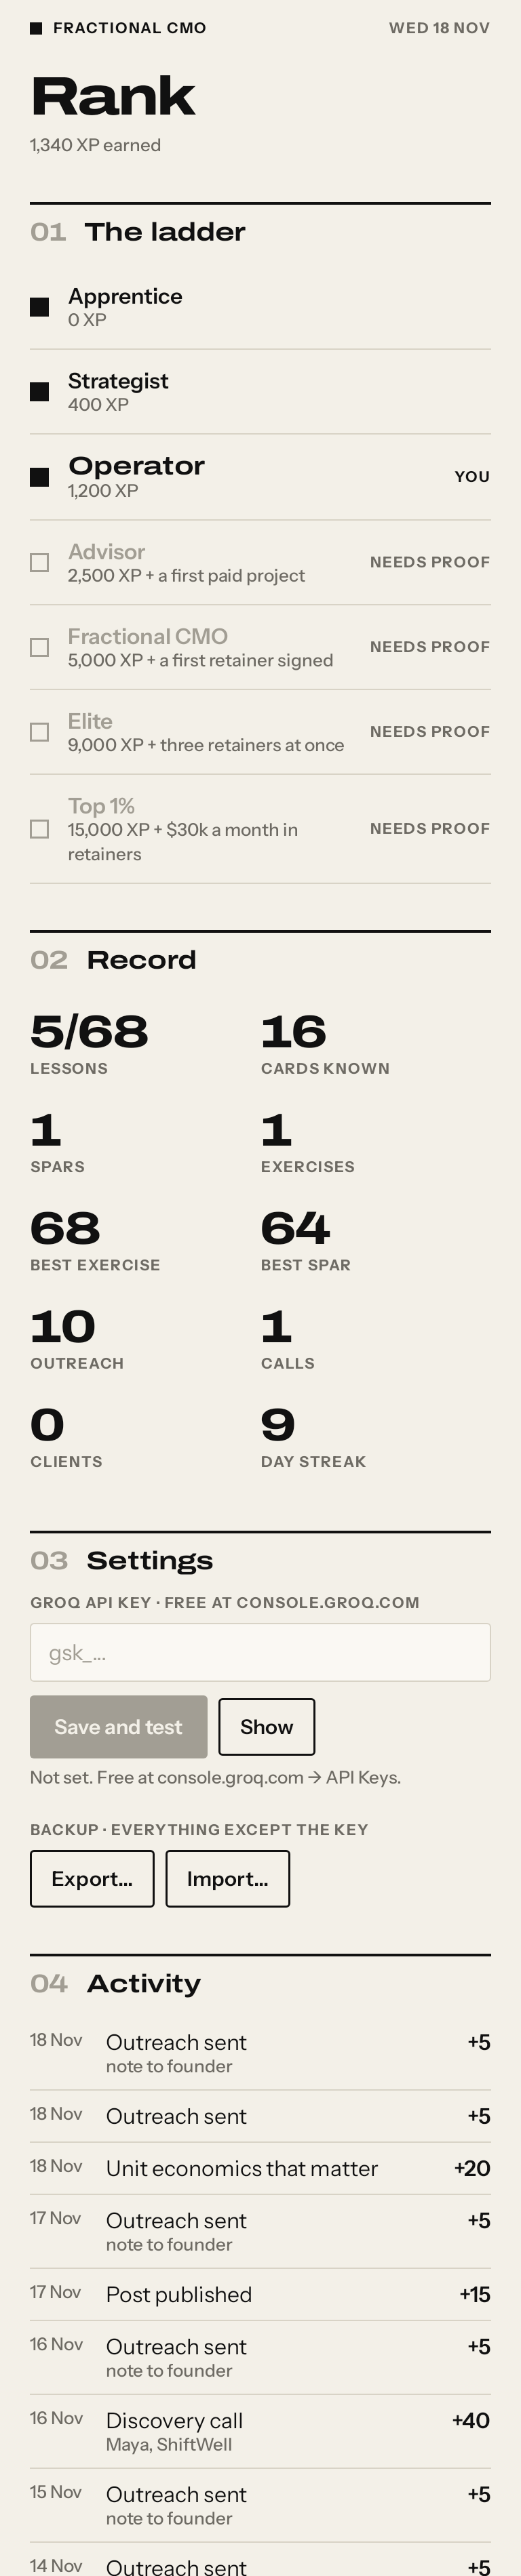 FRACTIONAL CMO
WED 18 NOV
Rank
1,340 XP earned
01 The ladder
Apprentice
0 XP
Strategist
400 XP
Operator
1,200 XP
YOU
Advisor
2,500 XP + a first paid project
NEEDS PROOF
Fractional CMO
5,000 XP + a first retainer signed
NEEDS PROOF
Elite
9,000 XP + three retainers at once
NEEDS PROOF
Top 1%
15,000 XP + $30k a month in
retainers
NEEDS PROOF
02 Record
5/68
LESSONS
16
CARDS KNOWN
1
SPARS
1
EXERCISES
68
BEST EXERCISE
64
BEST SPAR
10
OUTREACH
1
CALLS
0
CLIENTS
9
DAY STREAK
03 Settings
GROQ API KEY · FREE AT CONSOLE.GROQ.COM
gsk_...
Save and test
Show
Not set. Free at console.groq.com → API Keys.
BACKUP · EVERYTHING EXCEPT THE KEY
Export...
Import...
04 Activity
18 Nov Outreach sent +5
note to founder
18 Nov Outreach sent +5
18 Nov Unit economics that matter +20
17 Nov Outreach sent +5
note to founder
17 Nov Post published +15
16 Nov Outreach sent +5
note to founder
16 Nov Discovery call +40
Maya, ShiftWell
15 Nov Outreach sent +5
note to founder
14 Nov Outreach sent +5